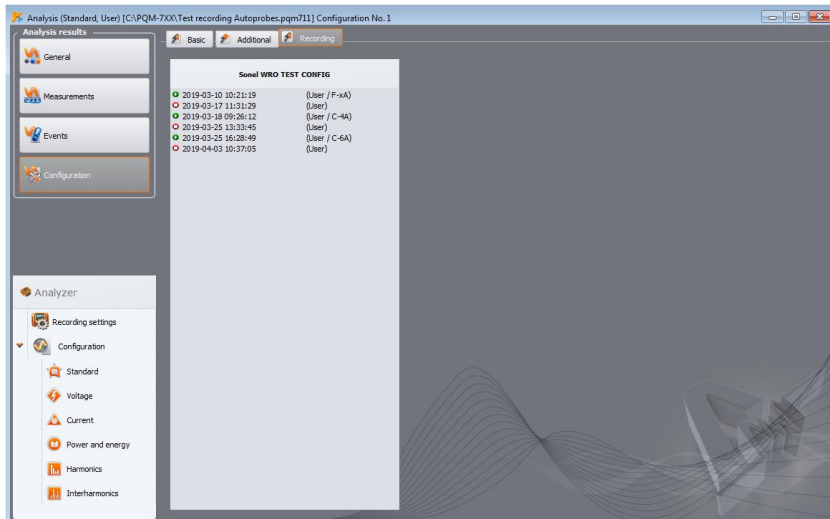 Analysis (Standard, User) [C:\PQM-7XX\Test recording Autoprobes.pqm711] Configuration No. 1
Analysis results
General
Measurements
Events
Configuration
Basic
Additional
Recording
Sonel WRO TEST CONFIG
2019-03-10 10:21:19 (User / F-xA)
2019-03-17 11:31:29 (User)
2019-03-18 09:26:12 (User / C-4A)
2019-03-25 13:33:45 (User)
2019-03-25 16:28:49 (User / C-6A)
2019-04-03 10:37:05 (User)
Analyzer
Recording settings
Configuration
Standard
Voltage
Current
Power and energy
Harmonics
Interharmonics